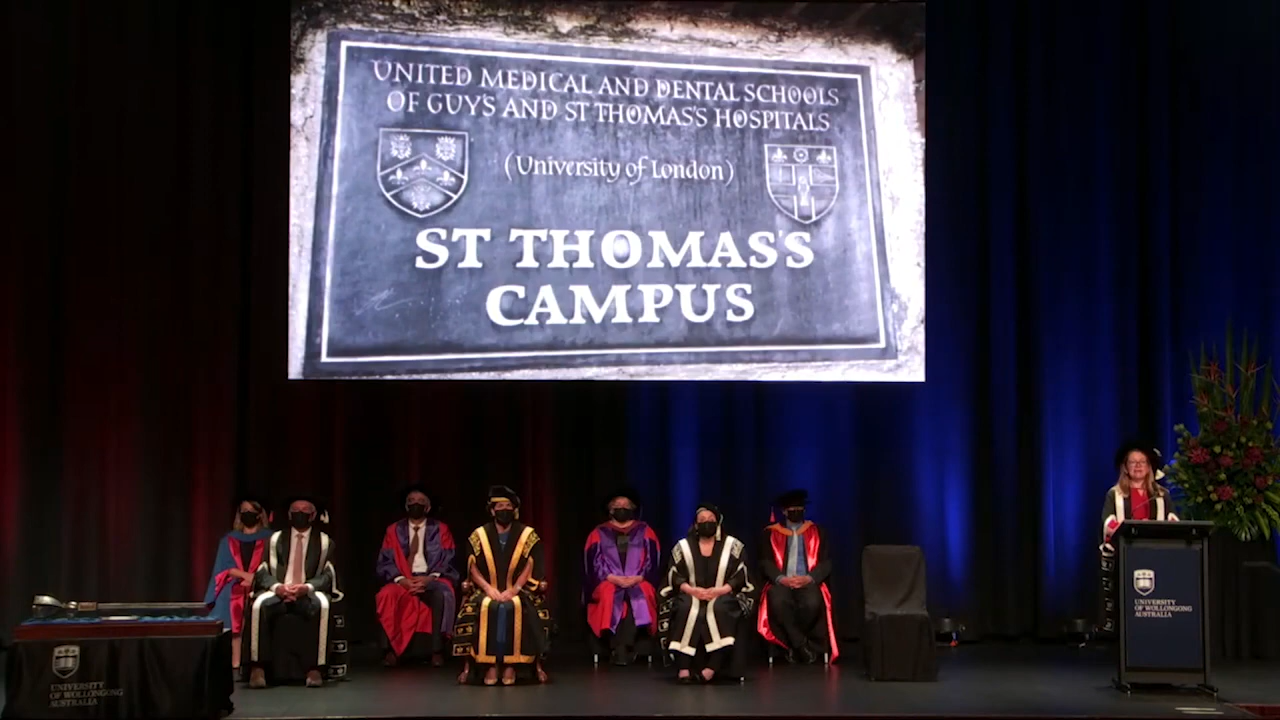 UNITED MEDICAL AND DENTAL SCHOOLS
OF GUY'S AND ST THOMAS'S HOSPITALS
(University of London)
ST THOMAS'S
CAMPUS
UNIVERSITY
OF WOLLONGONG
AUSTRALIA
UNIVERSITY
OF WOLLONGONG
AUSTRALIA